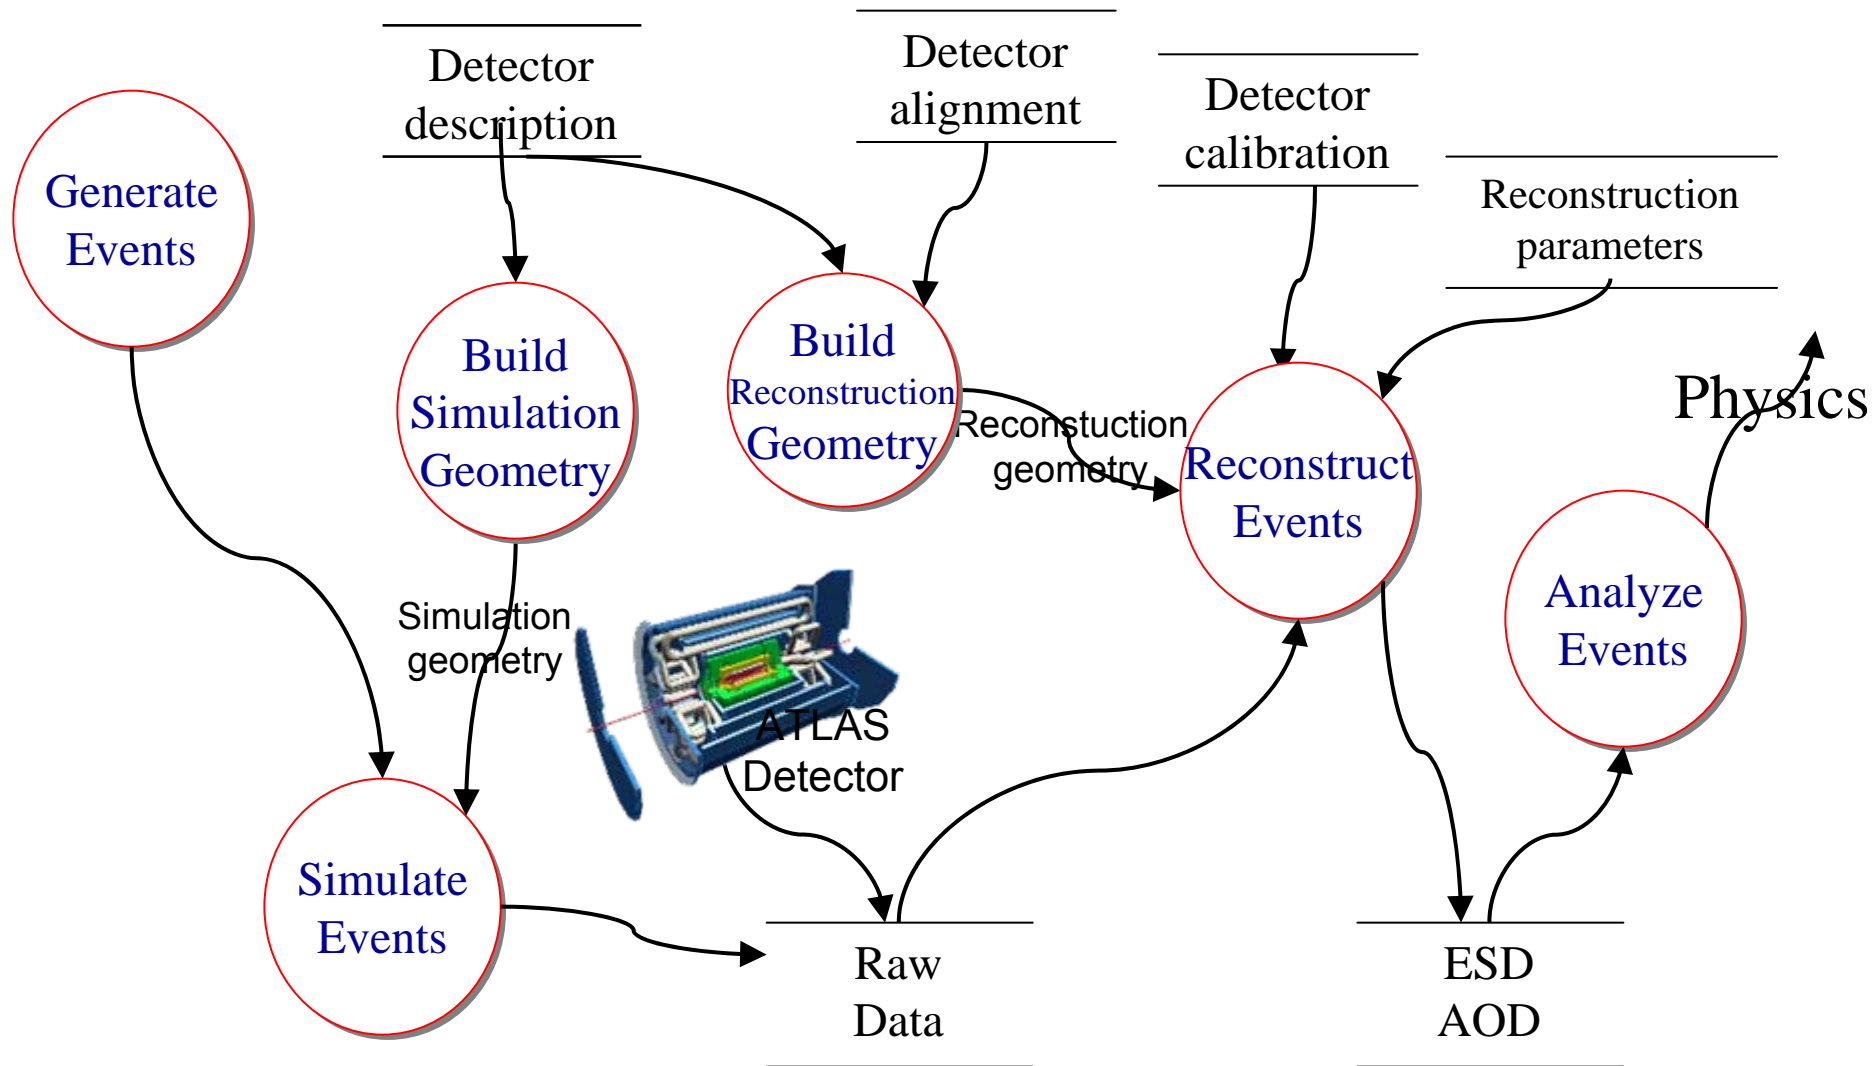 Detector
description
Detector
alignment
Detector
calibration
Reconstruction
parameters
Generate
Events
Build
Simulation
Geometry
Build
Reconstruction
Geometry
Reconstuction
geometry
Reconstruct
Events
Physics
Analyze
Events
Simulation
geometry
ATLAS
Detector
Simulate
Events
Raw
Data
ESD
AOD